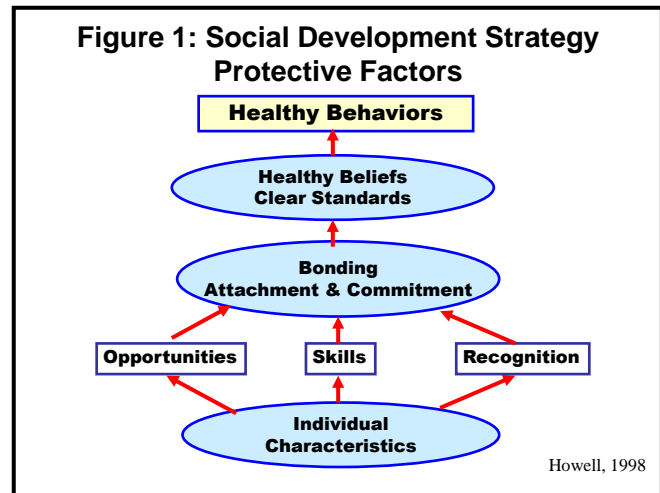 Figure 1: Social Development Strategy
Protective Factors
Healthy Behaviors
Healthy Beliefs
Clear Standards
Bonding
Attachment & Commitment
Opportunities
Skills
Recognition
Individual
Characteristics
Howell, 1998